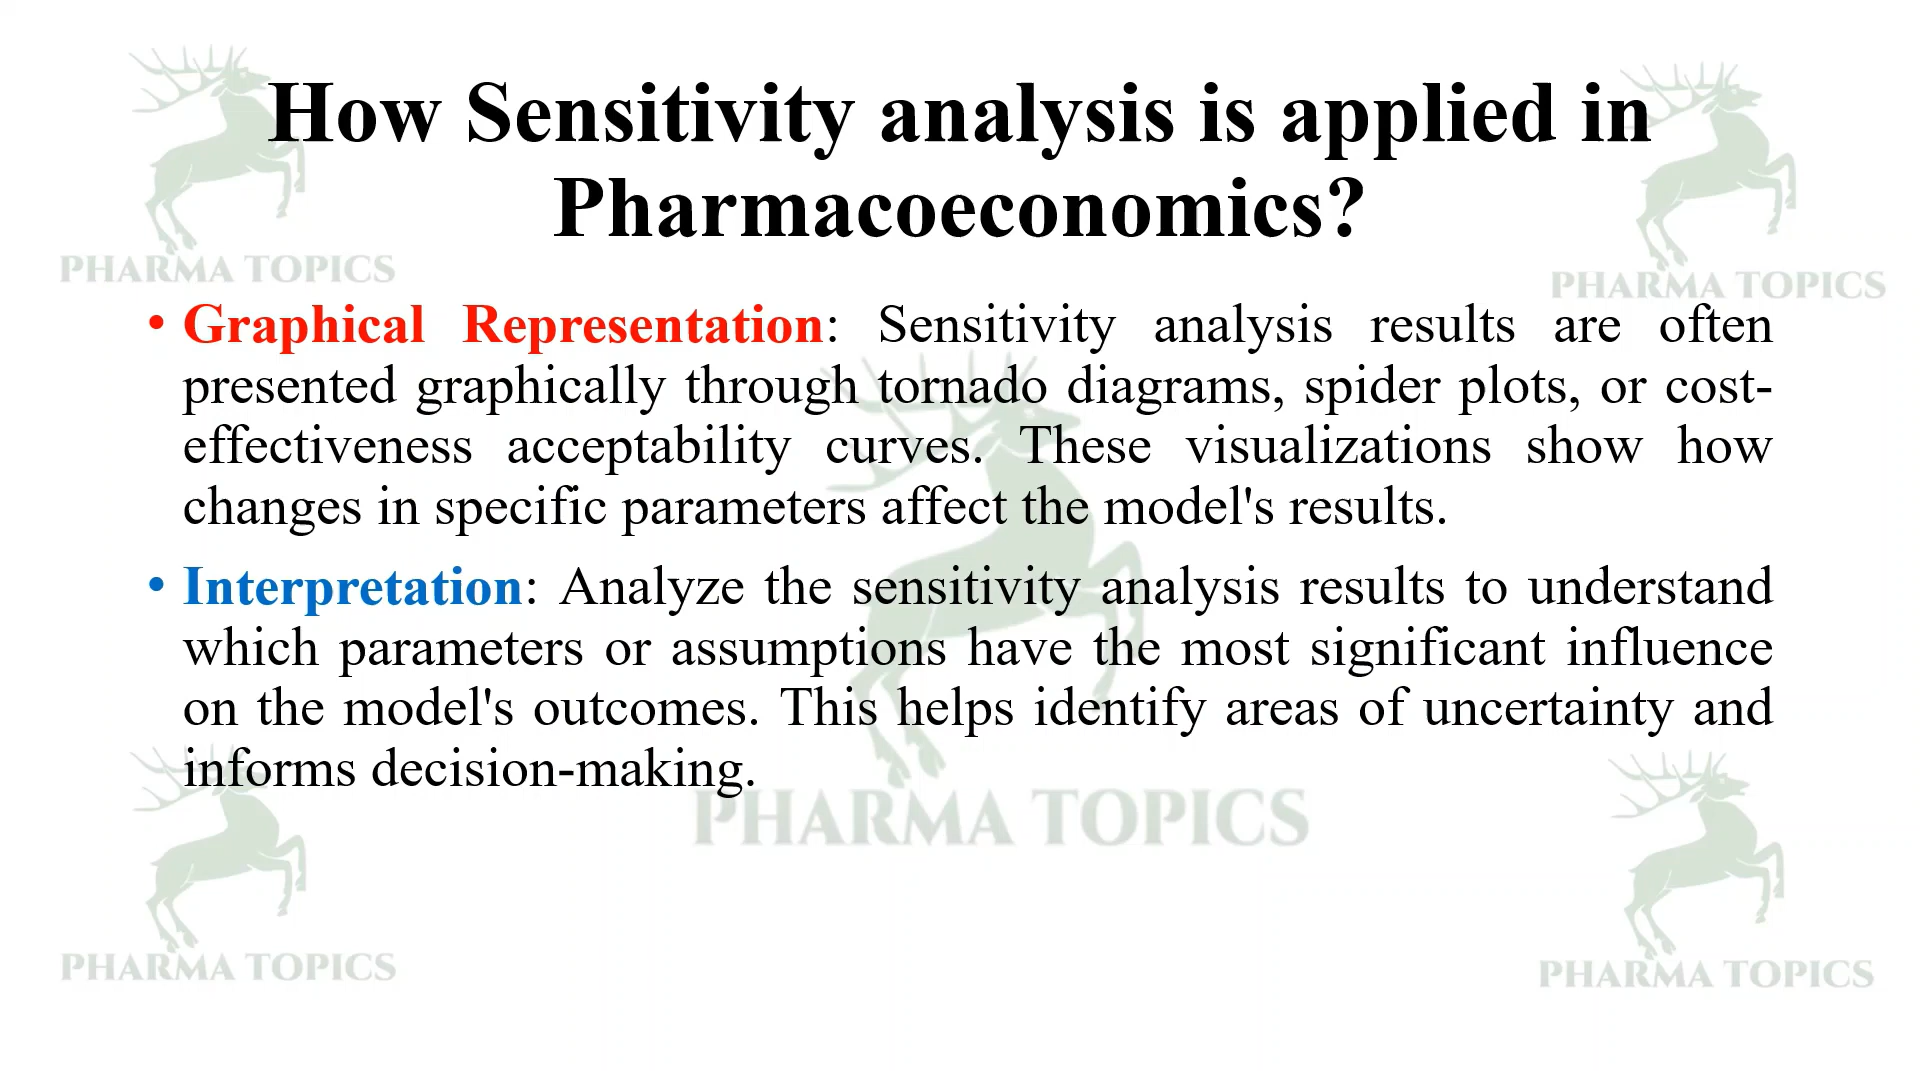 How Sensitivity analysis is applied in
Pharmacoeconomics?
PHARMA TOPICS
PHARMA TOPICS
• Graphical Representation: Sensitivity analysis results are often
presented graphically through tornado diagrams, spider plots, or cost-
effectiveness acceptability curves. These visualizations show how
changes in specific parameters affect the model's results.
• Interpretation: Analyze the sensitivity analysis results to understand
which parameters or assumptions have the most significant influence
on the model's outcomes. This helps identify areas of uncertainty and
informs decision-making.
PHARMA TOPICS
PHARMA TOPICS
PHARMA TOPICS